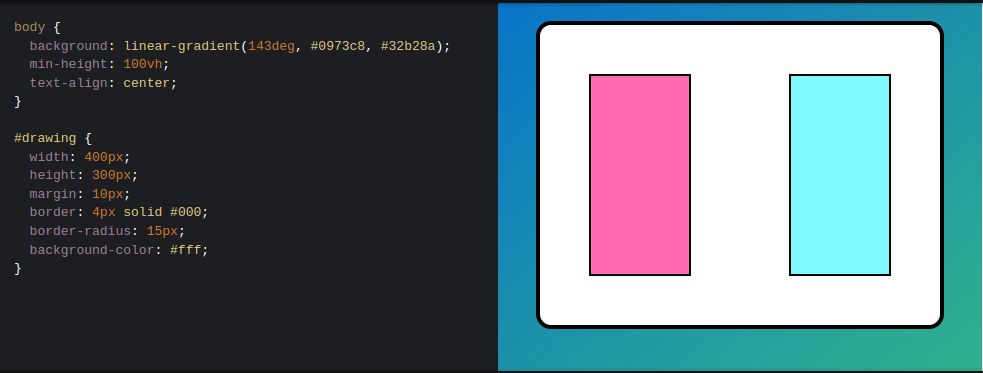 body {
  background: linear-gradient(143deg, #0973c8, #32b28a);
  min-height: 100vh;
  text-align: center;
}
#drawing {
  width: 400px;
  height: 300px;
  margin: 10px;
  border: 4px solid #000;
  border-radius: 15px;
  background-color: #fff;
}